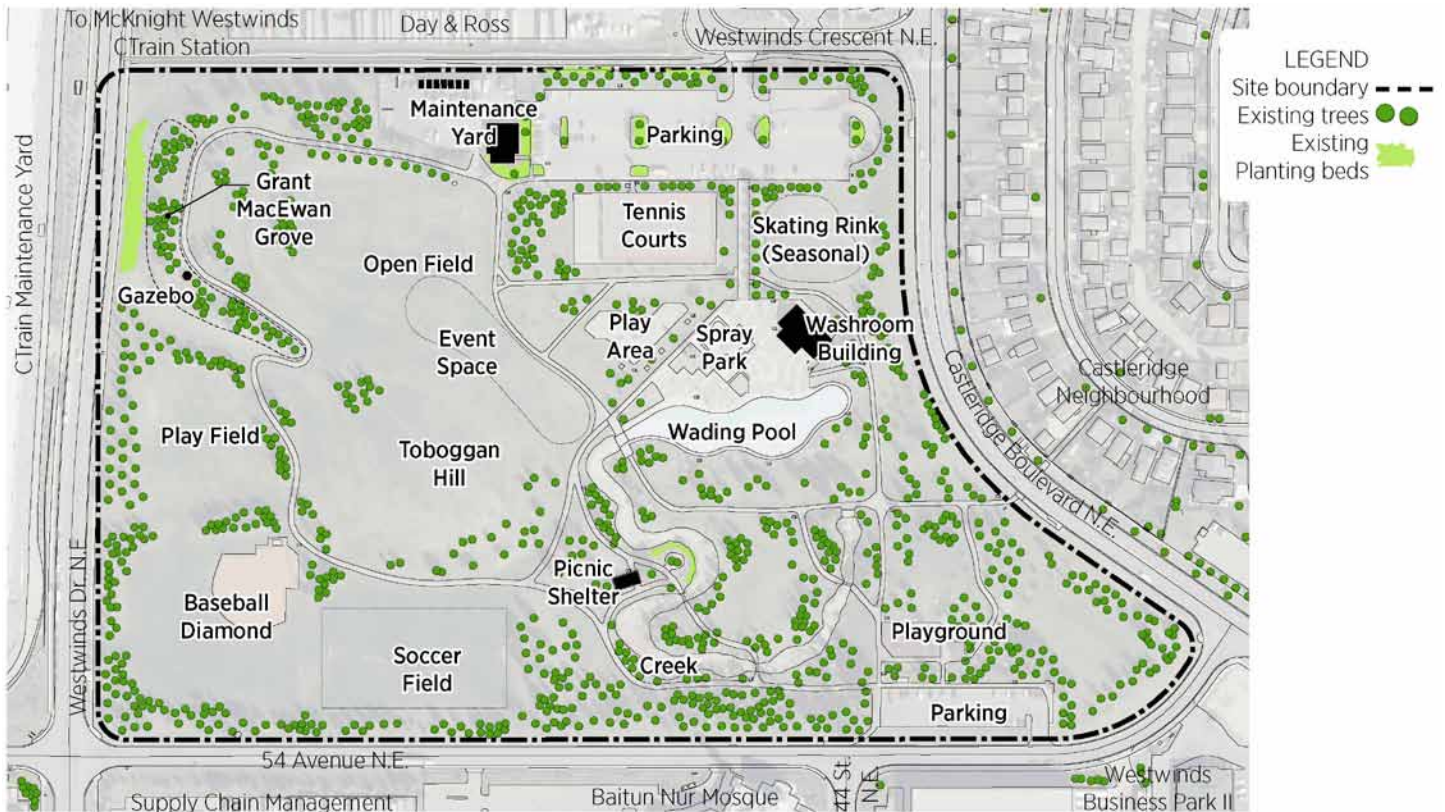 To McKnight Westwinds
CTrain Station
Day & Ross
Westwinds Crescent N.E.
LEGEND
Site boundary
Existing trees
Existing
Planting beds
Maintenance
Yard
Parking
CTrain Maintenance Yard
Grant
MacEwan
Grove
Tennis
Courts
Skating Rink
(Seasonal)
Open Field
Gazebo
Event
Space
Play
Area
Spray
Park
Washroom
Building
Castleridge
Neighbourhood
Castleridge Boulevard N.E.
Play Field
Toboggan
Hill
Wading Pool
Westwinds Dr. N.E.
Baseball
Diamond
Picnic
Shelter
Soccer
Field
Creek
Playground
Parking
54 Avenue N.E.
Supply Chain Management
Baitun Nur Mosque
44 St.
N.E.
Westwinds
Business Park II